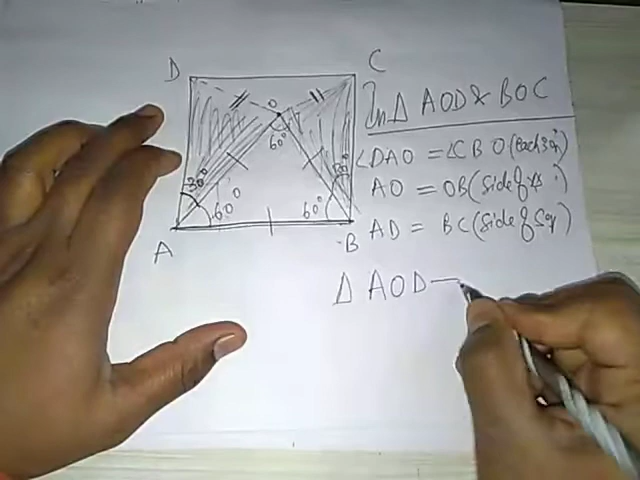 D
C
O
60°
30°
30°
60°
60°
A
B
In Δ AOD & BOC
∠DAO = ∠CBO (Each 30°)
AO = OB (Side of Δ)
AD = BC (Side of Sq)
Δ AOD